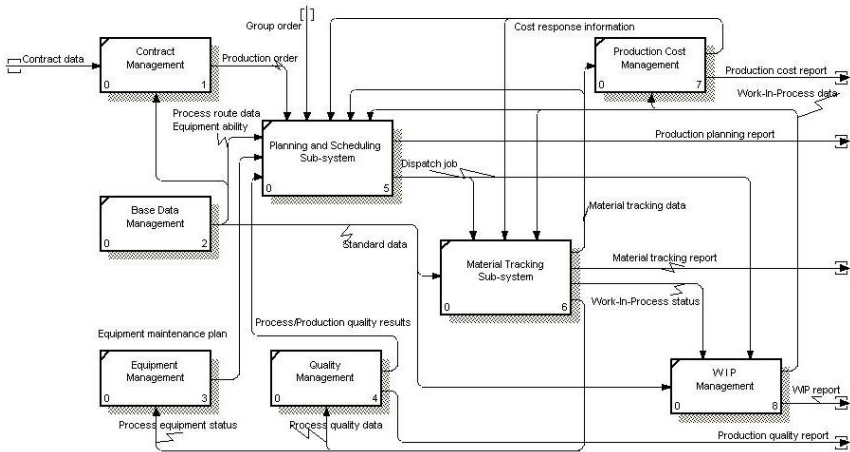 Group order
Cost response information
Contract data
Contract
Management
0 1
Production order
Production Cost
Management
0 7
Production cost report
Work-In-Process data
Process route data
Equipment ability
Planning and Scheduling
Sub-system
0 5
Production planning report
Dispatch job
Base Data
Management
0 2
Standard data
Material tracking data
Material Tracking
Sub-system
0 6
Material tracking report
Work-In-Process status
Process/Production quality results
Equipment maintenance plan
Equipment
Management
0 3
Quality
Management
0 4
W I P
Management
0 8
WIP report
Process equipment status
Process quality data
Production quality report